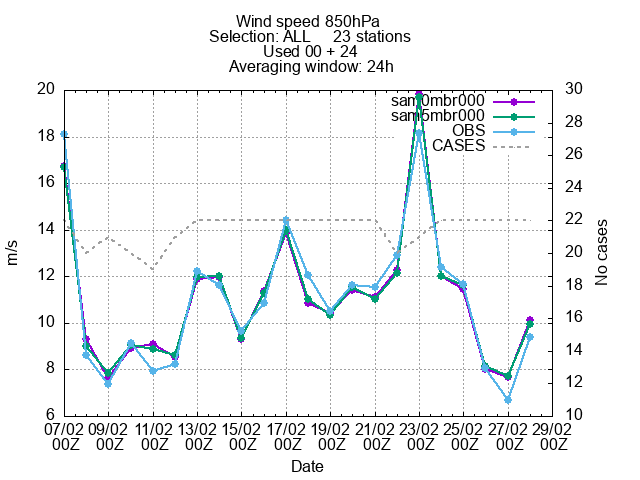 Wind speed 850hPa
Selection: ALL     23 stations
Used 00 + 24
Averaging window: 24h
sam0mbr000
sam5mbr000
OBS
CASES
20
18
16
14
12
10
8
6
m/s
30
28
26
24
22
20
18
16
14
12
10
No cases
07/02 09/02 11/02 13/02 15/02 17/02 19/02 21/02 23/02 25/02 27/02 29/02
00Z 00Z 00Z 00Z 00Z 00Z 00Z 00Z 00Z 00Z 00Z 00Z
Date